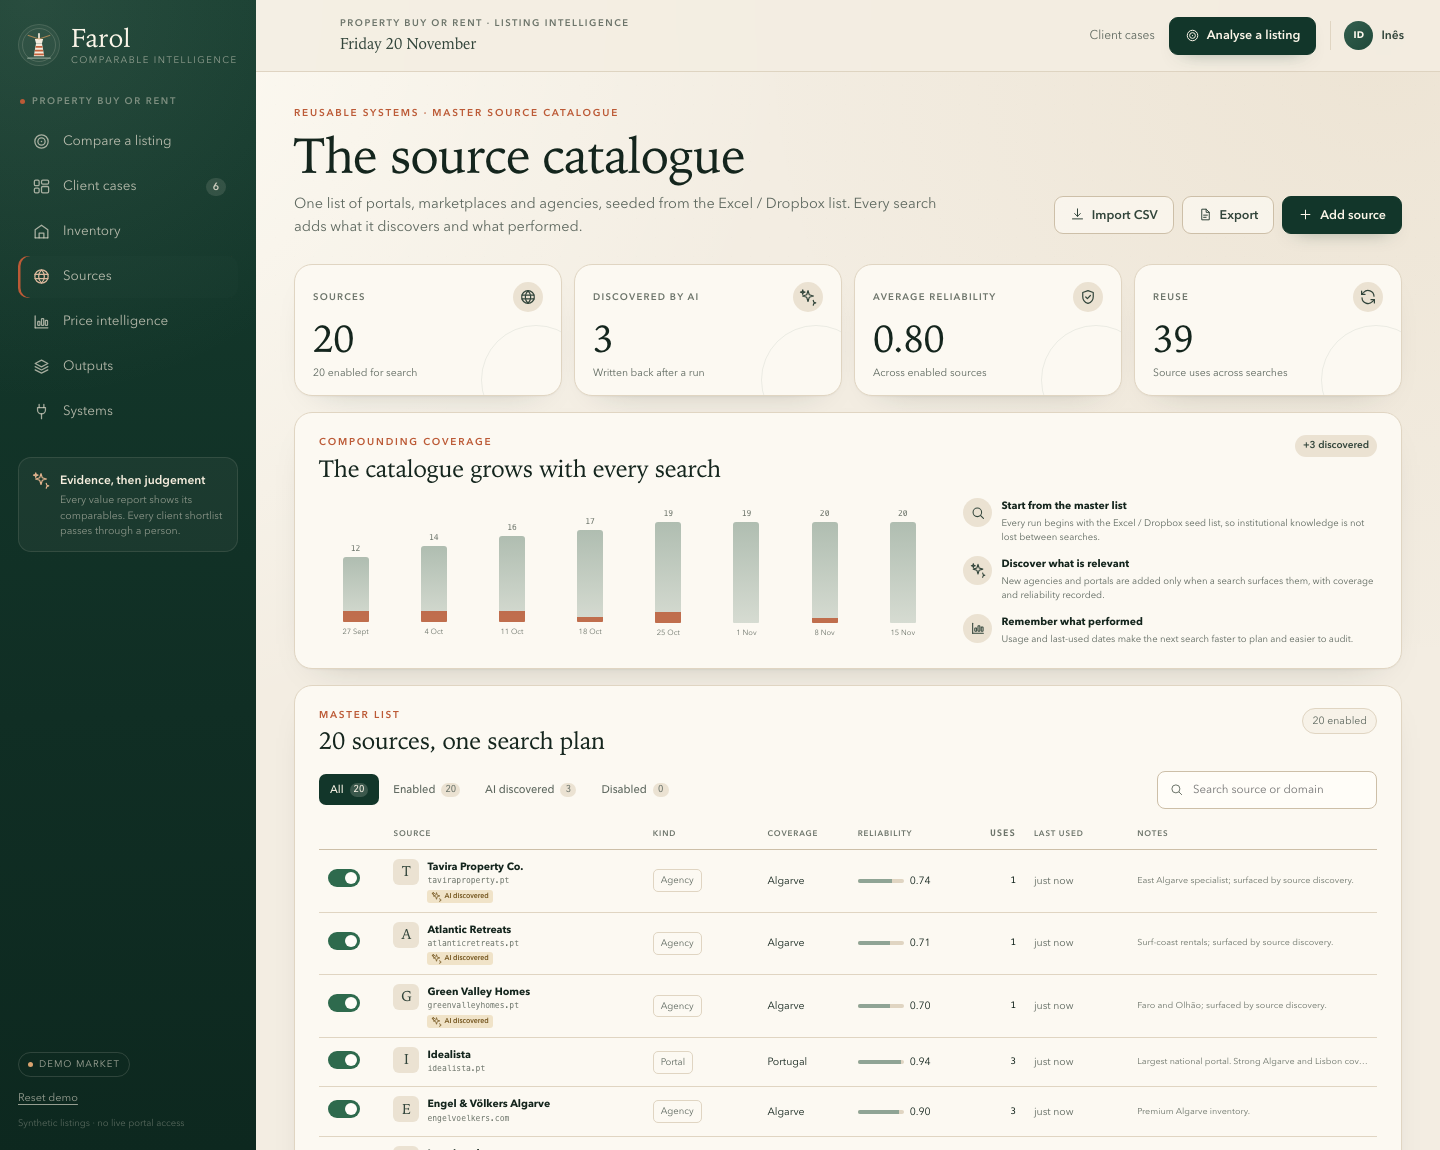 Farol
COMPARABLE INTELLIGENCE
PROPERTY BUY OR RENT
Compare a listing
Client cases 6
Inventory
Sources
Price intelligence
Outputs
Systems
Evidence, then judgement
Every value report shows its
comparables. Every client shortlist
passes through a person.
DEMO MARKET
Reset demo
Synthetic listings · no live portal access
PROPERTY BUY OR RENT · LISTING INTELLIGENCE
Friday 20 November
Client cases
Analyse a listing
ID Inês
REUSABLE SYSTEMS · MASTER SOURCE CATALOGUE
The source catalogue
One list of portals, marketplaces and agencies, seeded from the Excel / Dropbox list. Every search
adds what it discovers and what performed.
Import CSV
Export
Add source
SOURCES
20
20 enabled for search
DISCOVERED BY AI
3
Written back after a run
AVERAGE RELIABILITY
0.80
Across enabled sources
REUSE
39
Source uses across searches
COMPOUNDING COVERAGE
The catalogue grows with every search
+3 discovered
12 14 16 17 19 19 20 20
27 Sept 4 Oct 11 Oct 18 Oct 25 Oct 1 Nov 8 Nov 15 Nov
Start from the master list
Every run begins with the Excel / Dropbox seed list, so institutional knowledge is not
lost between searches.
Discover what is relevant
New agencies and portals are added only when a search surfaces them, with coverage
and reliability recorded.
Remember what performed
Usage and last-used dates make the next search faster to plan and easier to audit.
MASTER LIST
20 sources, one search plan
20 enabled
All 20 Enabled 20 AI discovered 3 Disabled 0
Search source or domain
SOURCE KIND COVERAGE RELIABILITY USES LAST USED NOTES
T Tavira Property Co.
taviraproperty.pt
AI discovered
Agency Algarve 0.74 1 just now East Algarve specialist; surfaced by source discovery.
A Atlantic Retreats
atlanticretreats.pt
AI discovered
Agency Algarve 0.71 1 just now Surf-coast rentals; surfaced by source discovery.
G Green Valley Homes
greenvalleyhomes.pt
AI discovered
Agency Algarve 0.70 1 just now Faro and Olhão; surfaced by source discovery.
I Idealista
idealista.pt
Portal Portugal 0.94 3 just now Largest national portal. Strong Algarve and Lisbon cov…
E Engel & Völkers Algarve
engelvoelkers.com
Agency Algarve 0.90 3 just now Premium Algarve inventory.